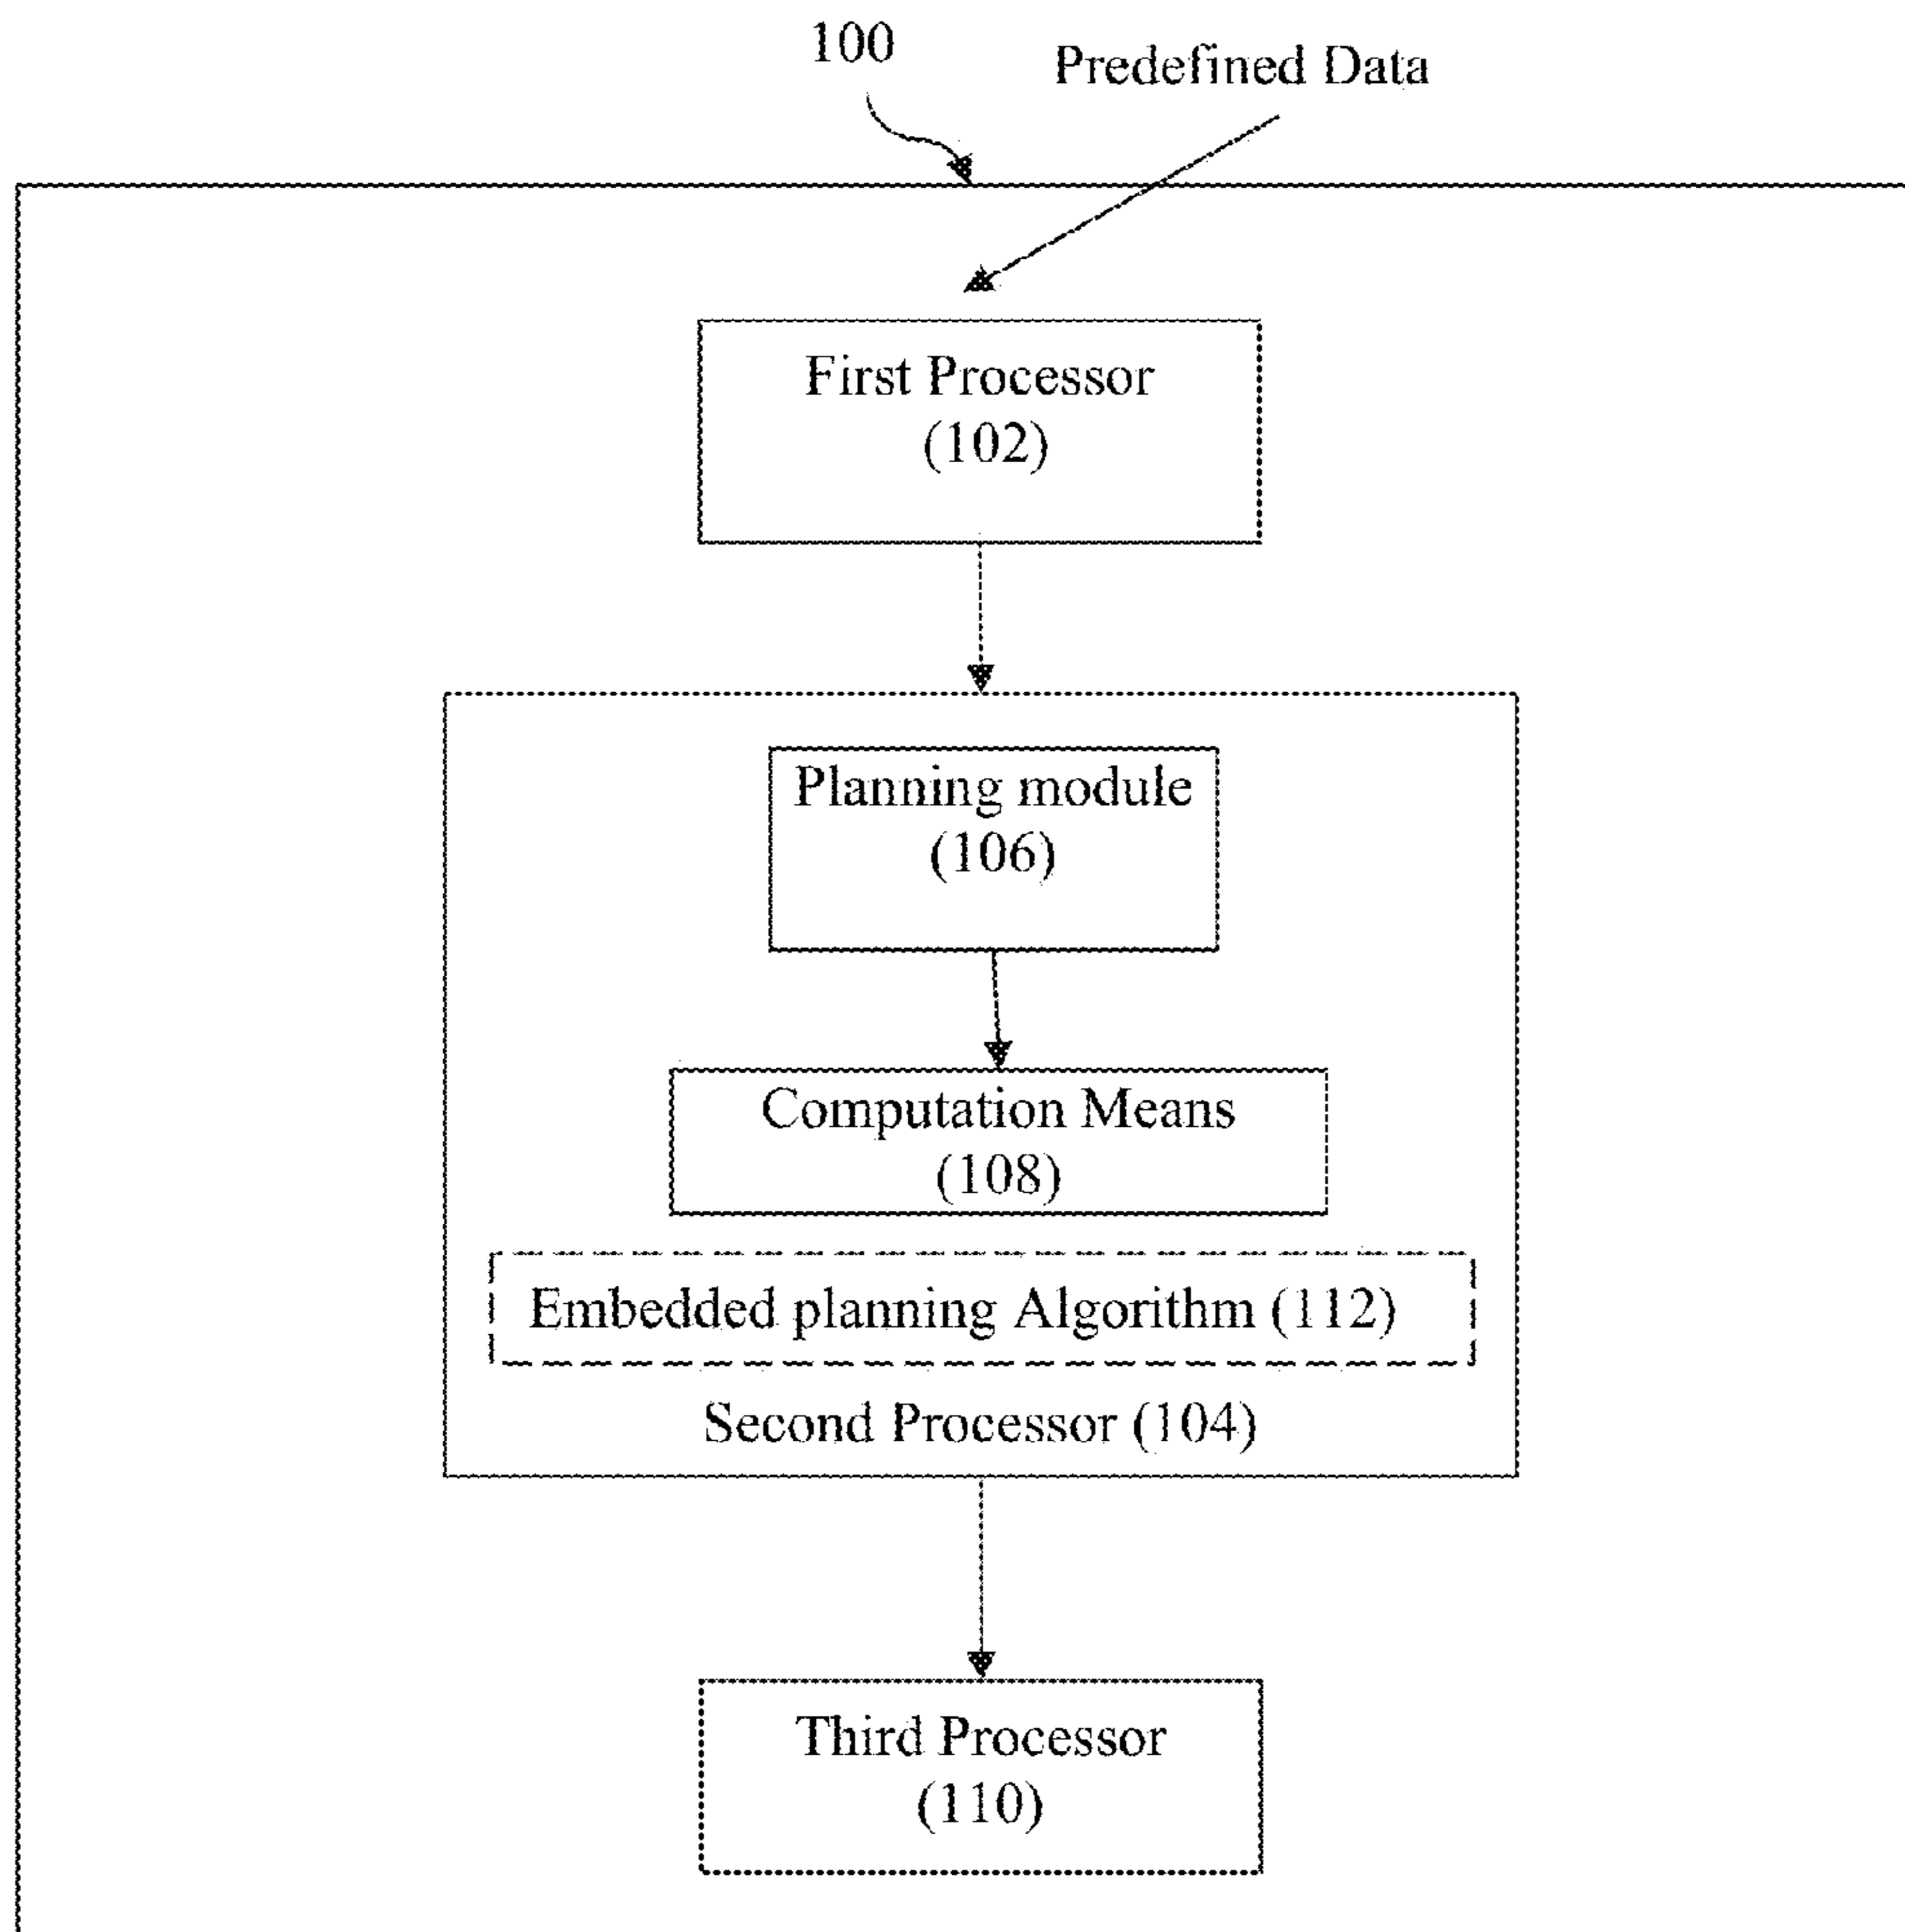 100
Predefined Data
First Processor
(102)
Planning module
(106)
Computation Means
(108)
Embedded planning Algorithm (112)
Second Processor (104)
Third Processor
(110)